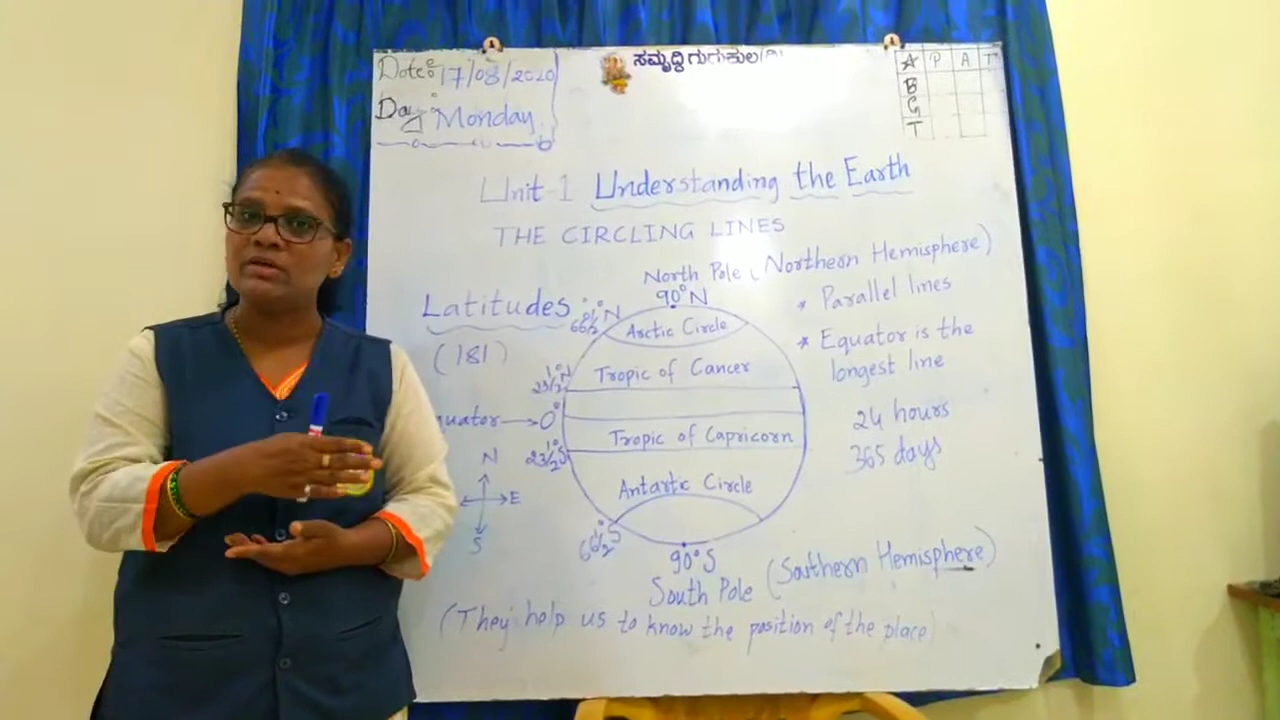 Date: 17/08/2020
Day: Monday
ಸಮೃದ್ಧಿ ಗುರುಕುಲ
A P A T
B
G
T
Unit-1 Understanding the Earth
THE CIRCLING LINES
North Pole (Northern Hemisphere)
90°N
Latitudes
(181)
66½°N
Arctic Circle
* Parallel lines
* Equator is the
longest line
23½°N
Tropic of Cancer
quator → 0°
24 hours
23½°S
Tropic of Capricorn
365 days
N
E
S
Antartic Circle
66½°S
90°S
South Pole (Southern Hemisphere)
(They help us to know the position of the place)